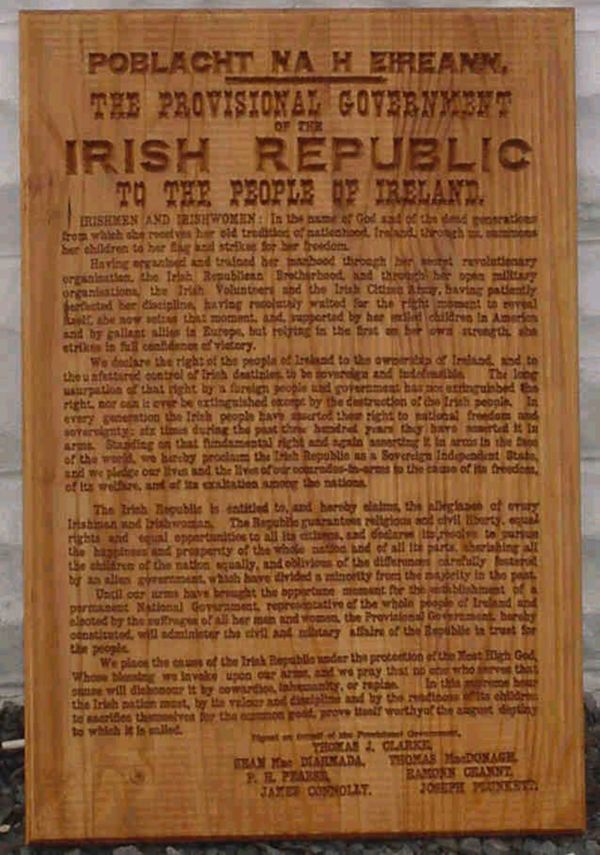 POBLACHT NA H EIREANN.
THE PROVISIONAL GOVERNMENT
OF THE
IRISH REPUBLIC
TO THE PEOPLE OF IRELAND.
IRISHMEN AND IRISHWOMEN: In the name of God and of the dead generations
from which she receives her old tradition of nationhood, Ireland, through us, summons
her children to her flag and strikes for her freedom.
Having organised and trained her manhood through her secret revolutionary
organisation, the Irish Republican Brotherhood, and through her open military
organisations, the Irish Volunteers and the Irish Citizen Army, having patiently
perfected her discipline, having resolutely waited for the right moment to reveal
itself, she now seizes that moment, and, supported by her exiled children in America
and by gallant allies in Europe, but relying in the first on her own strength, she
strikes in full confidence of victory.
We declare the right of the people of Ireland to the ownership of Ireland, and to
the unfettered control of Irish destinies, to be sovereign and indefeasible. The long
usurpation of that right by a foreign people and government has not extinguished the
right, nor can it ever be extinguished except by the destruction of the Irish people. In
every generation the Irish people have asserted their right to national freedom and
sovereignty; six times during the past three hundred years they have asserted it in
arms. Standing on that fundamental right and again asserting it in arms in the face
of the world, we hereby proclaim the Irish Republic as a Sovereign Independent State,
and we pledge our lives and the lives of our comrades-in-arms to the cause of its freedom,
of its welfare, and of its exaltation among the nations.
The Irish Republic is entitled to, and hereby claims, the allegiance of every
Irishman and Irishwoman. The Republic guarantees religious and civil liberty, equal
rights and equal opportunities to all its citizens, and declares its resolve to pursue
the happiness and prosperity of the whole nation and of all its parts, cherishing all
the children of the nation equally, and oblivious of the differences carefully fostered
by an alien government, which have divided a minority from the majority in the past.
Until our arms have brought the opportune moment for the establishment of a
permanent National Government, representative of the whole people of Ireland and
elected by the suffrages of all her men and women, the Provisional Government, hereby
constituted, will administer the civil and military affairs of the Republic in trust for
the people.
We place the cause of the Irish Republic under the protection of the Most High God,
Whose blessing we invoke upon our arms, and we pray that no one who serves that
cause will dishonour it by cowardice, inhumanity, or rapine. In this supreme hour
the Irish nation must, by its valour and discipline and by the readiness of its children
to sacrifice themselves for the common good, prove itself worthy of the august destiny
to which it is called.
Signed on Behalf of the Provisional Government,
THOMAS J. CLARKE,
SEAN Mac DIARMADA, THOMAS MacDONAGH,
P. H. PEARSE, EAMONN CEANNT,
JAMES CONNOLLY, JOSEPH PLUNKETT.